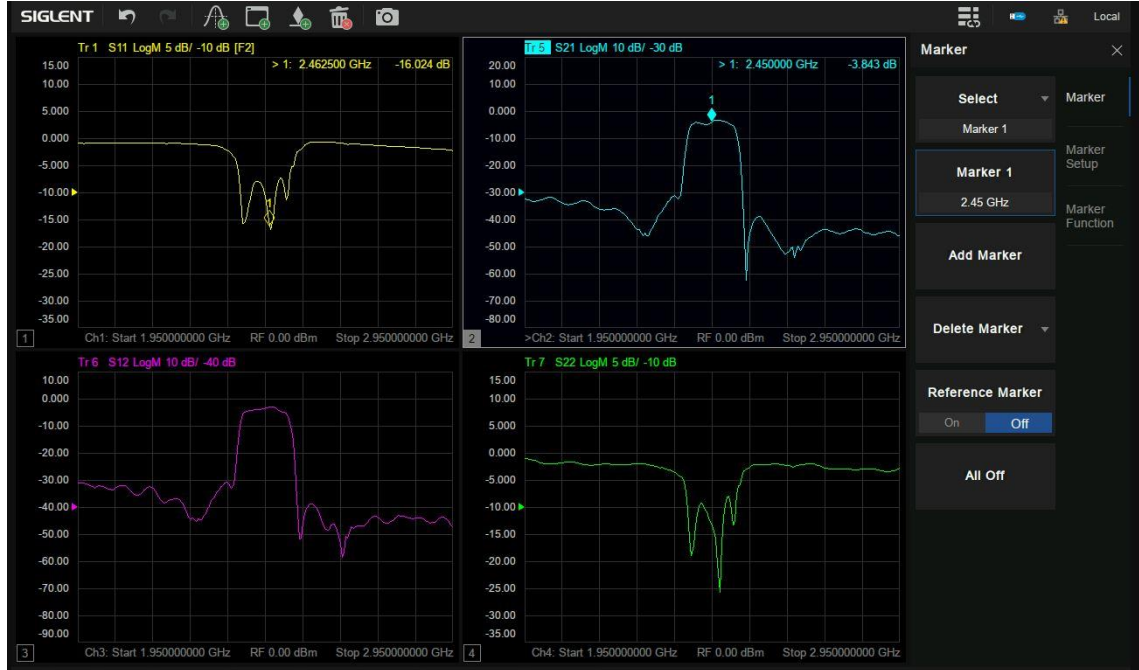 SIGLENT
Local
Tr 1 S11 LogM 5 dB/ -10 dB [F2]
> 1: 2.462500 GHz -16.024 dB
15.00
10.00
5.000
0.000
-5.000
-10.00
-15.00
-20.00
-25.00
-30.00
-35.00
1
1 Ch1: Start 1.950000000 GHz RF 0.00 dBm Stop 2.950000000 GHz
Tr 5 S21 LogM 10 dB/ -30 dB
> 1: 2.450000 GHz -3.843 dB
20.00
10.00
0.000
-10.00
-20.00
-30.00
-40.00
-50.00
-60.00
-70.00
-80.00
1
2 >Ch2: Start 1.950000000 GHz RF 0.00 dBm Stop 2.950000000 GHz
Tr 6 S12 LogM 10 dB/ -40 dB
10.00
0.000
-10.00
-20.00
-30.00
-40.00
-50.00
-60.00
-70.00
-80.00
-90.00
3 Ch3: Start 1.950000000 GHz RF 0.00 dBm Stop 2.950000000 GHz
Tr 7 S22 LogM 5 dB/ -10 dB
15.00
10.00
5.000
0.000
-5.000
-10.00
-15.00
-20.00
-25.00
-30.00
-35.00
4 Ch4: Start 1.950000000 GHz RF 0.00 dBm Stop 2.950000000 GHz
Marker
Select
Marker 1
Marker 1
2.45 GHz
Add Marker
Delete Marker
Reference Marker
On Off
All Off
Marker
Marker
Setup
Marker
Function